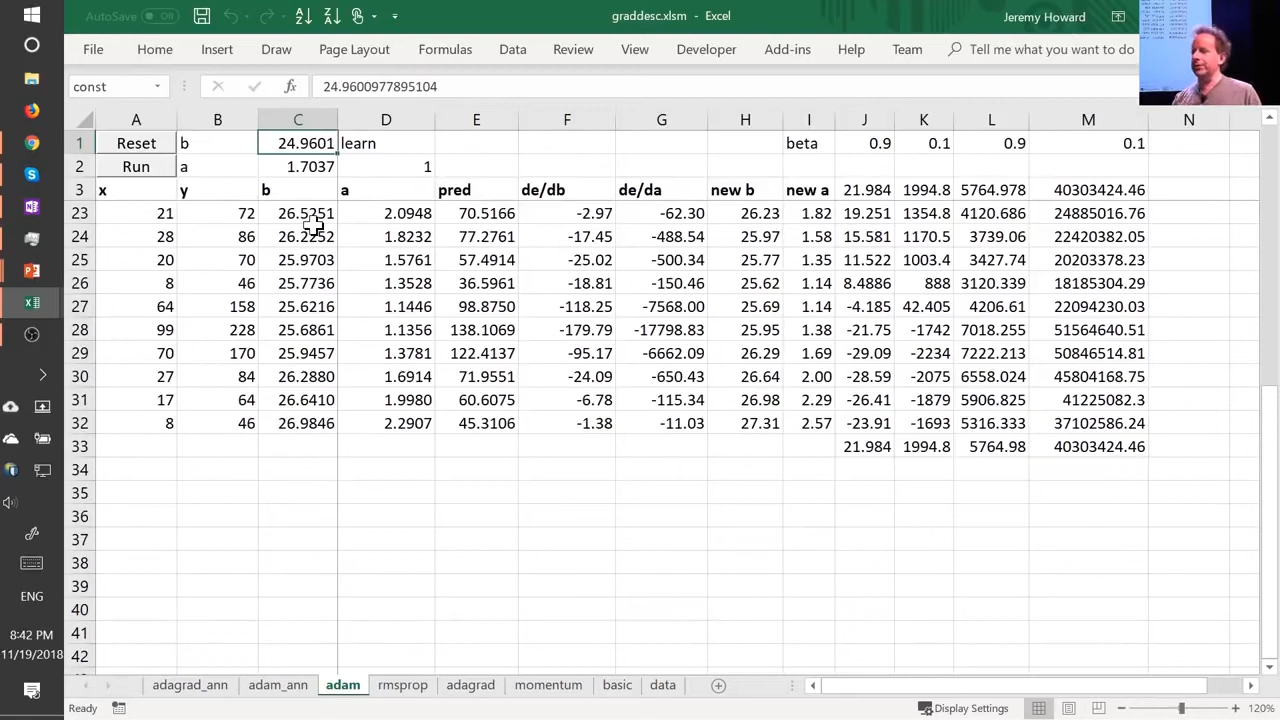 AutoSave Off graddesc.xlsm - Exc Jeremy Howard
File Home Insert Draw Page Layout Data Review View Developer Add-ins Help Team Tell me what you want to do
const fx 24.9600977895104
A B C D E F G H I J K L M N
1 Reset b 24.9601 learn beta 0.9 0.1 0.9 0.1
2 Run a 1.7037 1
3 x y b a pred de/db de/da new b new a 21.984 1994.8 5764.978 40303424.46
23 21 72 2.0948 70.5166 -2.97 -62.30 26.23 1.82 19.251 1354.8 4120.686 24885016.76
24 28 86 26.2252 1.8232 77.2761 -17.45 -488.54 25.97 1.58 15.581 1170.5 3739.06 22420382.05
25 20 70 25.9703 1.5761 57.4914 -25.02 -500.34 25.77 1.35 11.522 1003.4 3427.74 20203378.23
26 8 46 25.7736 1.3528 36.5961 -18.81 -150.46 25.62 1.14 8.4886 888 3120.339 18185304.29
27 64 158 25.6216 1.1446 98.8750 -118.25 -7568.00 25.69 1.14 -4.185 42.405 4206.61 22094230.03
28 99 228 25.6861 1.1356 138.1069 -179.79 -17798.83 25.95 1.38 -21.75 -1742 7018.255 51564640.51
29 70 170 25.9457 1.3781 122.4137 -95.17 -6662.09 26.29 1.69 -29.09 -2234 7222.213 50846514.81
30 27 84 26.2880 1.6914 71.9551 -24.09 -650.43 26.64 2.00 -28.59 -2075 6558.024 45804168.75
31 17 64 26.6410 1.9980 60.6075 -6.78 -115.34 26.98 2.29 -26.41 -1879 5906.825 41225082.3
32 8 46 26.9846 2.2907 45.3106 -1.38 -11.03 27.31 2.57 -23.91 -1693 5316.333 37102586.24
33 21.984 1994.8 5764.98 40303424.46
34
35
36
37
38
39
40
41
42
ENG
8:42 PM
11/19/2018
adagrad_ann adam_ann adam rmsprop adagrad momentum basic data
Ready Display Settings 120%